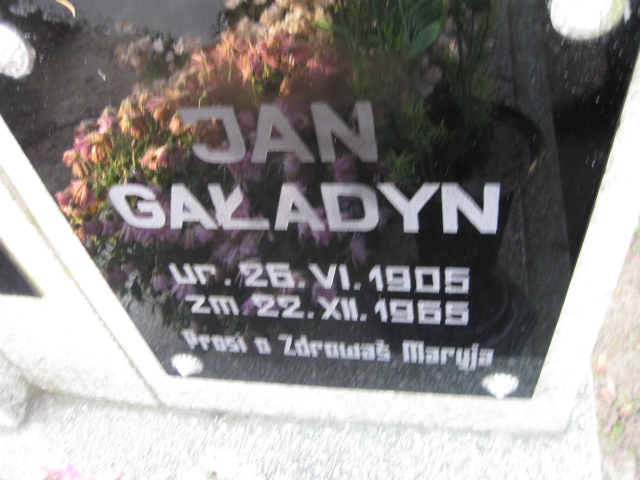 JAN
GAŁADYN
ur. 26. VI. 1905
zm 22. XII. 1965
Prosi o Zdrowaś Maryja